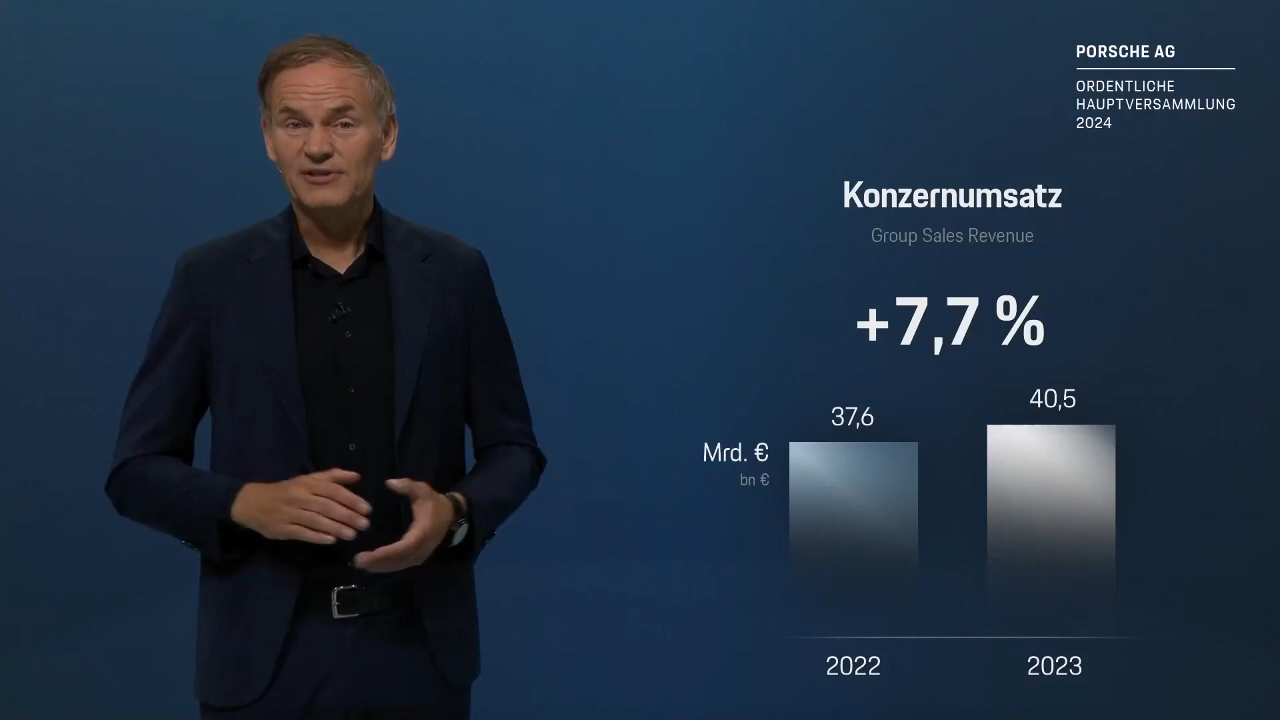 PORSCHE AG
ORDENTLICHE
HAUPTVERSAMMLUNG
2024
Konzernumsatz
Group Sales Revenue
+7,7 %
37,6
40,5
Mrd. €
bn €
2022
2023